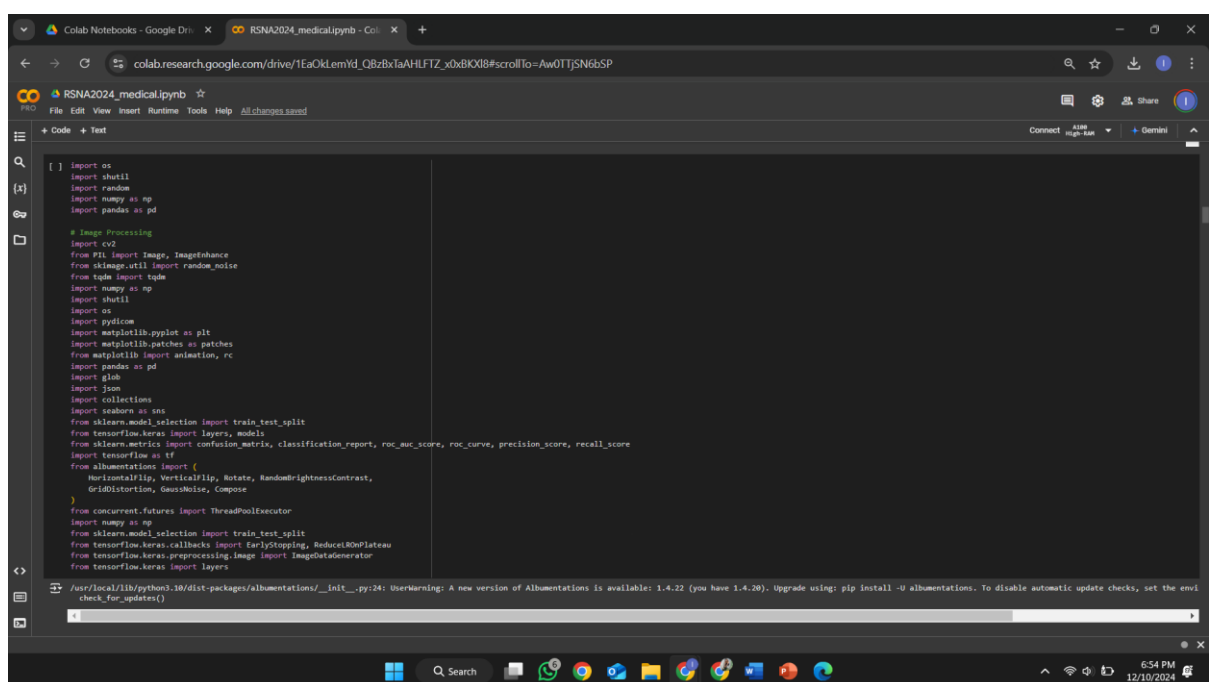 Colab Notebooks - Google Driv
RSNA2024_medical.ipynb - Col
colab.research.google.com/drive/1EaOkLemYd_QBzBxTaAHLFTZ_x0xBKXl8#scrollTo=Aw0TTjSN6bSP
PRO
RSNA2024_medical.ipynb
File Edit View Insert Runtime Tools Help All changes saved
Share
I
+ Code + Text
Connect A100 High-RAM
Gemini
{x}
[ ] import os
import shutil
import random
import numpy as np
import pandas as pd
# Image Processing
import cv2
from PIL import Image, ImageEnhance
from skimage.util import random_noise
from tqdm import tqdm
import numpy as np
import shutil
import os
import pydicom
import matplotlib.pyplot as plt
import matplotlib.patches as patches
from matplotlib import animation, rc
import pandas as pd
import glob
import json
import collections
import seaborn as sns
from sklearn.model_selection import train_test_split
from tensorflow.keras import layers, models
from sklearn.metrics import confusion_matrix, classification_report, roc_auc_score, roc_curve, precision_score, recall_score
import tensorflow as tf
from albumentations import (
HorizontalFlip, VerticalFlip, Rotate, RandomBrightnessContrast,
GridDistortion, GaussNoise, Compose
)
from concurrent.futures import ThreadPoolExecutor
import numpy as np
from sklearn.model_selection import train_test_split
from tensorflow.keras.callbacks import EarlyStopping, ReduceLROnPlateau
from tensorflow.keras.preprocessing.image import ImageDataGenerator
from tensorflow.keras import layers
/usr/local/lib/python3.10/dist-packages/albumentations/__init__.py:24: UserWarning: A new version of Albumentations is available: 1.4.22 (you have 1.4.20). Upgrade using: pip install -U albumentations. To disable automatic update checks, set the envi
check_for_updates()
Search
6:54 PM
12/10/2024